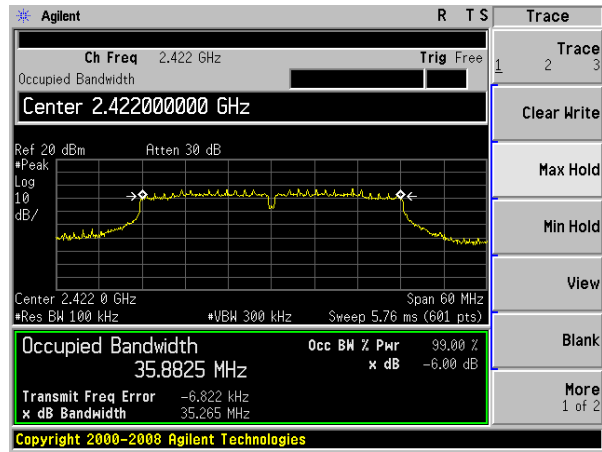 Agilent R T S Trace
Ch Freq 2.422 GHz Trig Free
Occupied Bandwidth
Trace
1 2 3
Center 2.422000000 GHz
Clear Write
Ref 20 dBm Atten 30 dB
#Peak
Log
10
dB/
Max Hold
Min Hold
View
Center 2.422 0 GHz Span 60 MHz
#Res BW 100 kHz #VBW 300 kHz Sweep 5.76 ms (601 pts)
Occupied Bandwidth Occ BW % Pwr 99.00 %
35.8825 MHz x dB -6.00 dB
Blank
Transmit Freq Error -6.822 kHz
x dB Bandwidth 35.265 MHz
More
1 of 2
Copyright 2000-2008 Agilent Technologies